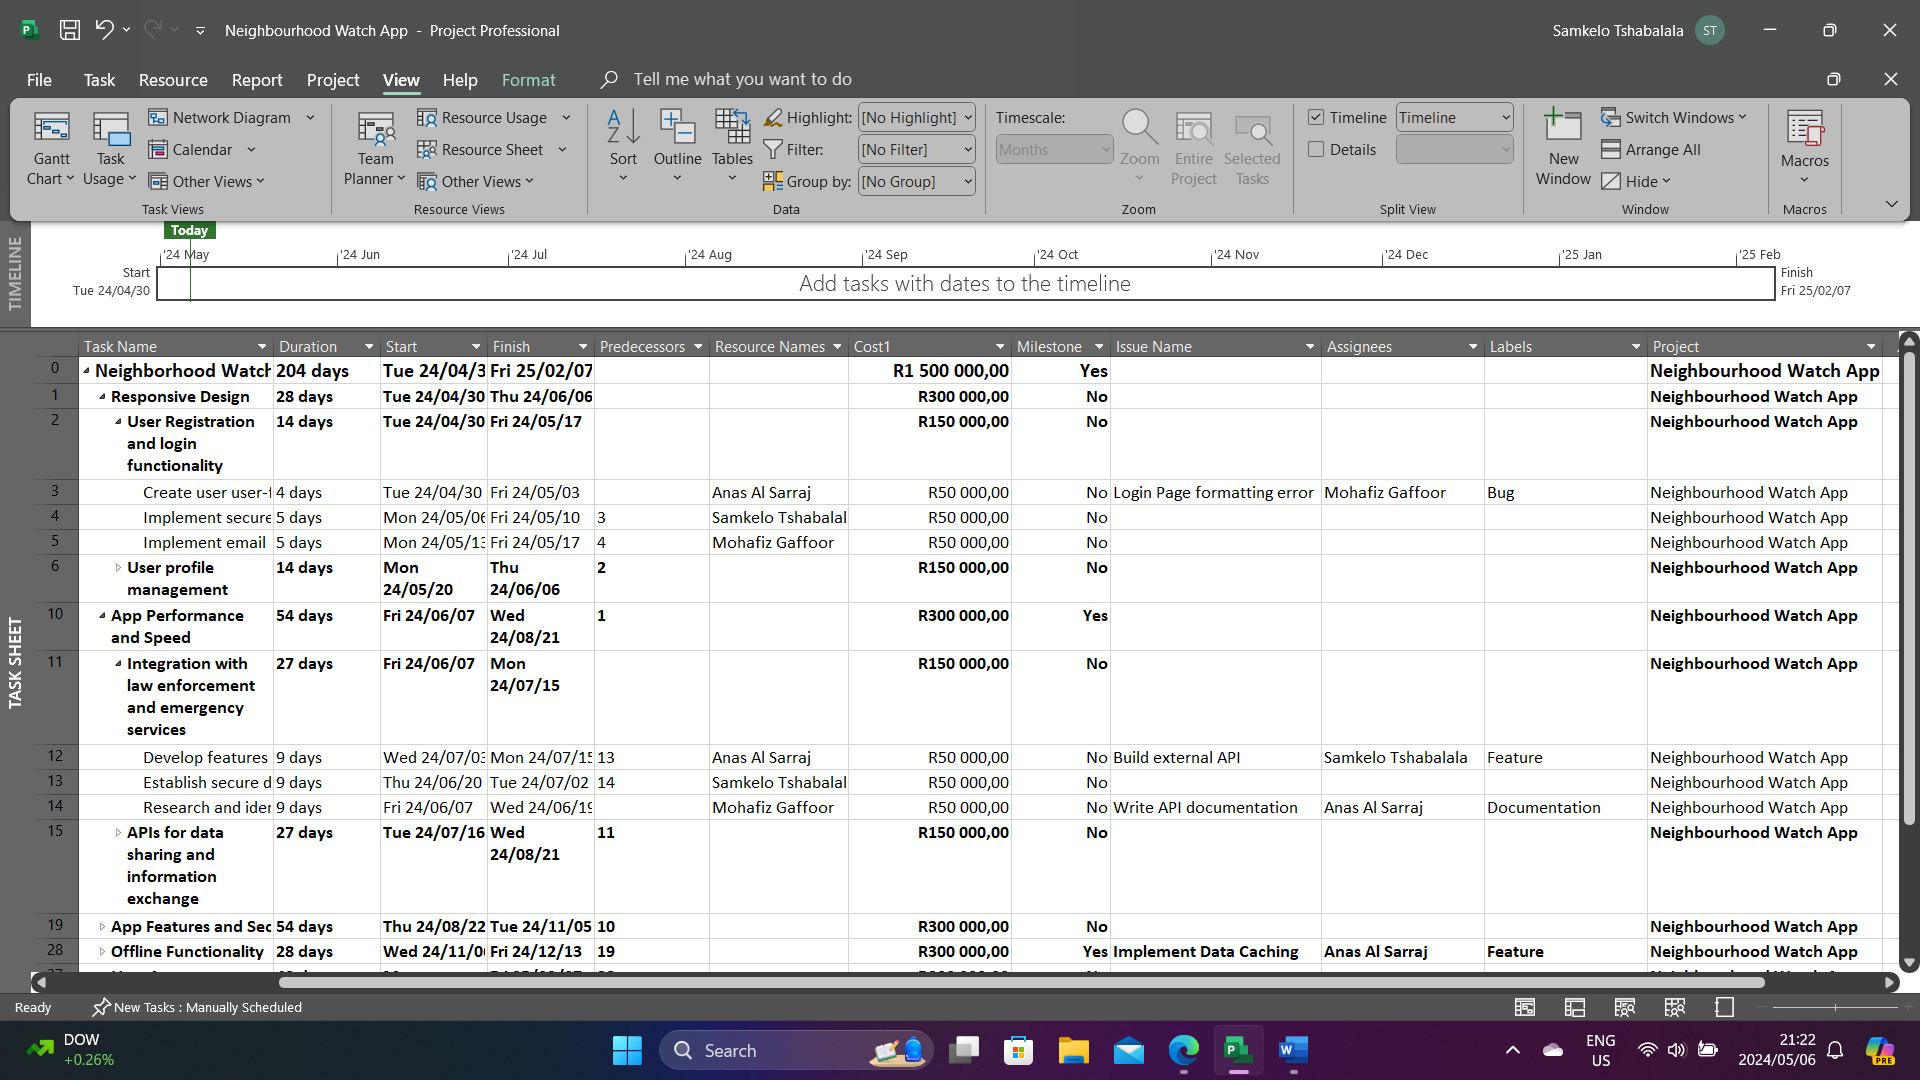 Neighbourhood Watch App - Project Professional
Samkelo Tshabalala ST
File Task Resource Report Project View Help Format Tell me what you want to do
Gantt Chart
Task Usage
Network Diagram
Calendar
Other Views
Task Views
Team Planner
Resource Usage
Resource Sheet
Other Views
Resource Views
Sort
Outline
Tables
Highlight: [No Highlight]
Filter: [No Filter]
Group by: [No Group]
Data
Timescale:
Months
Zoom
Entire Project
Selected Tasks
Zoom
Timeline Timeline
Details
Split View
New Window
Switch Windows
Arrange All
Hide
Window
Macros
Macros
TIMELINE
Today
'24 May '24 Jun '24 Jul '24 Aug '24 Sep '24 Oct '24 Nov '24 Dec '25 Jan '25 Feb
Start
Tue 24/04/30
Add tasks with dates to the timeline
Finish
Fri 25/02/07
TASK SHEET
Task Name Duration Start Finish Predecessors Resource Names Cost1 Milestone Issue Name Assignees Labels Project
0 Neighborhood Watch 204 days Tue 24/04/3 Fri 25/02/07 R1 500 000,00 Yes Neighbourhood Watch App
1 Responsive Design 28 days Tue 24/04/30 Thu 24/06/06 R300 000,00 No Neighbourhood Watch App
2 User Registration 14 days Tue 24/04/30 Fri 24/05/17 R150 000,00 No Neighbourhood Watch App
and login
functionality
3 Create user user-f 4 days Tue 24/04/30 Fri 24/05/03 Anas Al Sarraj R50 000,00 No Login Page formatting error Mohafiz Gaffoor Bug Neighbourhood Watch App
4 Implement secure 5 days Mon 24/05/06 Fri 24/05/10 3 Samkelo Tshabalal R50 000,00 No Neighbourhood Watch App
5 Implement email 5 days Mon 24/05/13 Fri 24/05/17 4 Mohafiz Gaffoor R50 000,00 No Neighbourhood Watch App
6 User profile 14 days Mon Thu 2 R150 000,00 No Neighbourhood Watch App
management 24/05/20 24/06/06
10 App Performance 54 days Fri 24/06/07 Wed 1 R300 000,00 Yes Neighbourhood Watch App
and Speed 24/08/21
11 Integration with 27 days Fri 24/06/07 Mon R150 000,00 No Neighbourhood Watch App
law enforcement 24/07/15
and emergency
services
12 Develop features 9 days Wed 24/07/03 Mon 24/07/15 13 Anas Al Sarraj R50 000,00 No Build external API Samkelo Tshabalala Feature Neighbourhood Watch App
13 Establish secure d 9 days Thu 24/06/20 Tue 24/07/02 14 Samkelo Tshabalal R50 000,00 No Neighbourhood Watch App
14 Research and iden 9 days Fri 24/06/07 Wed 24/06/19 Mohafiz Gaffoor R50 000,00 No Write API documentation Anas Al Sarraj Documentation Neighbourhood Watch App
15 APIs for data 27 days Tue 24/07/16 Wed 11 R150 000,00 No Neighbourhood Watch App
sharing and 24/08/21
information
exchange
19 App Features and Sec 54 days Thu 24/08/22 Tue 24/11/05 10 R300 000,00 No Neighbourhood Watch App
28 Offline Functionality 28 days Wed 24/11/06 Fri 24/12/13 19 R300 000,00 Yes Implement Data Caching Anas Al Sarraj Feature Neighbourhood Watch App
Ready New Tasks : Manually Scheduled
DOW
+0.26%
Search
ENG
US
21:22
2024/05/06
PRE